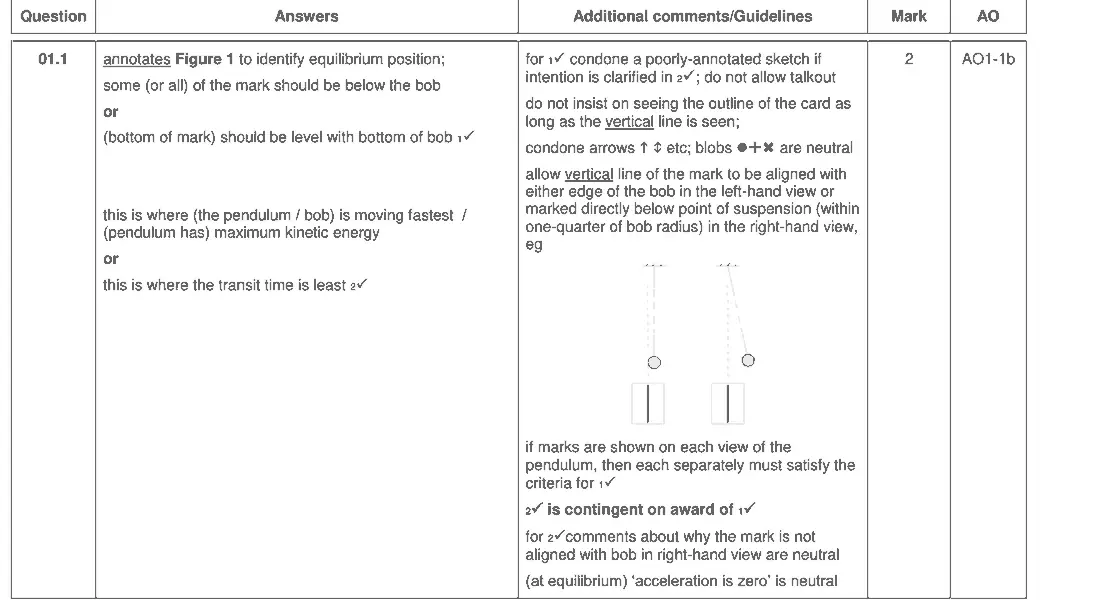 Question Answers Additional comments/Guidelines Mark AO
01.1
annotates Figure 1 to identify equilibrium position;
some (or all) of the mark should be below the bob
or
(bottom of mark) should be level with bottom of bob 1✓
this is where (the pendulum / bob) is moving fastest /
(pendulum has) maximum kinetic energy
or
this is where the transit time is least 2✓
for 1✓ condone a poorly-annotated sketch if
intention is clarified in 2✓; do not allow talkout
do not insist on seeing the outline of the card as
long as the vertical line is seen;
condone arrows ↑ ↕ etc; blobs ●+✖ are neutral
allow vertical line of the mark to be aligned with
either edge of the bob in the left-hand view or
marked directly below point of suspension (within
one-quarter of bob radius) in the right-hand view,
eg
if marks are shown on each view of the
pendulum, then each separately must satisfy the
criteria for 1✓
2✓ is contingent on award of 1✓
for 2✓comments about why the mark is not
aligned with bob in right-hand view are neutral
(at equilibrium) ‘acceleration is zero’ is neutral
2
AO1-1b